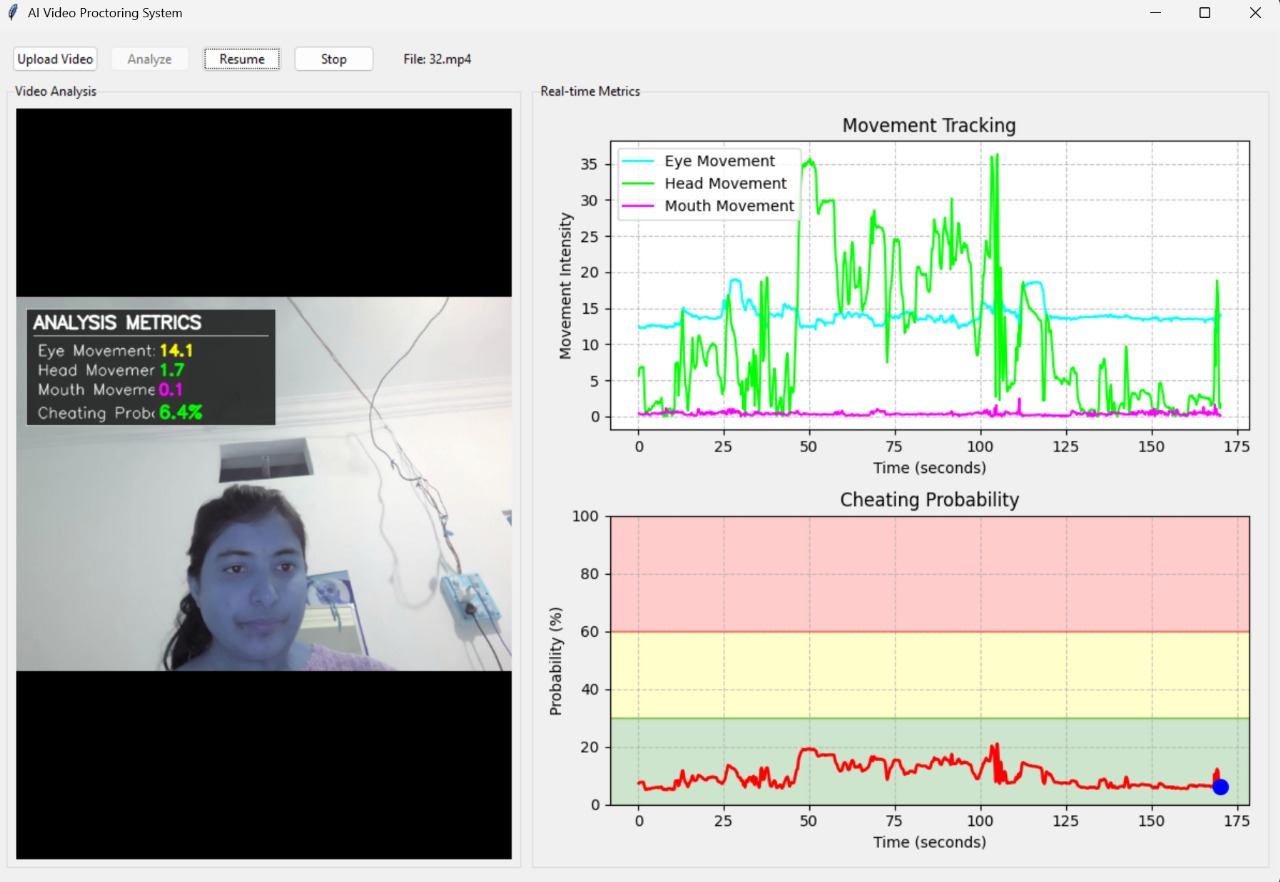 AI Video Proctoring System
Upload Video Analyze Resume Stop File: 32.mp4
Video Analysis
ANALYSIS METRICS
Eye Movement: 14.1
Head Movemer 1.7
Mouth Moveme 0.1
Cheating Probc 6.4%
Real-time Metrics
Movement Tracking
Eye Movement
Head Movement
Mouth Movement
Movement Intensity
35
30
25
20
15
10
5
0
0 25 50 75 100 125 150 175
Time (seconds)
Cheating Probability
Probability (%)
100
80
60
40
20
0
0 25 50 75 100 125 150 175
Time (seconds)